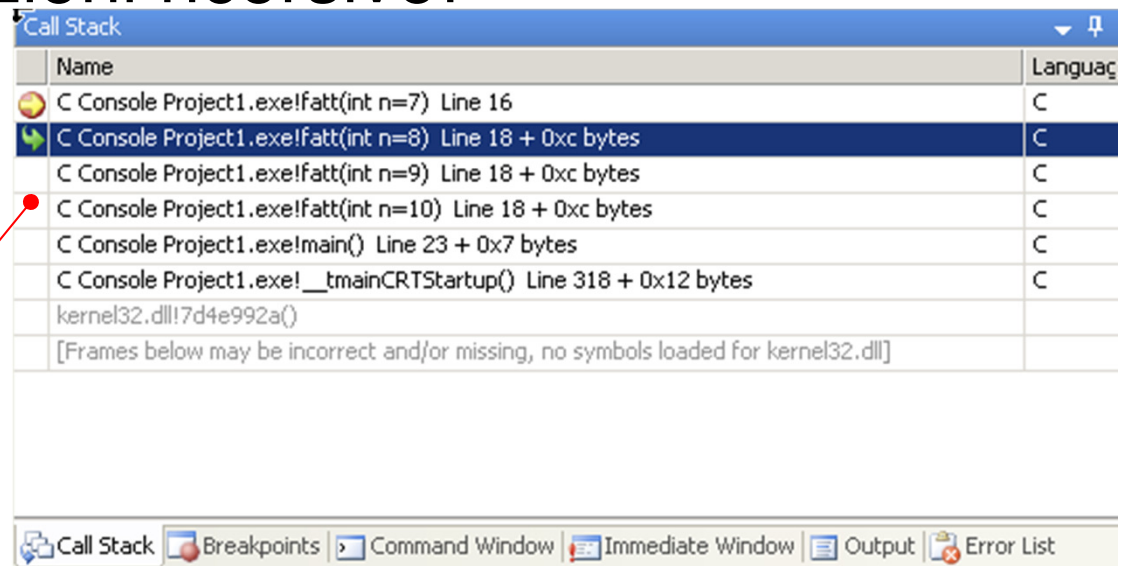 Call Stack
Name Languag
C Console Project1.exe!fatt(int n=7) Line 16 C
C Console Project1.exe!fatt(int n=8) Line 18 + 0xc bytes C
C Console Project1.exe!fatt(int n=9) Line 18 + 0xc bytes C
C Console Project1.exe!fatt(int n=10) Line 18 + 0xc bytes C
C Console Project1.exe!main() Line 23 + 0x7 bytes C
C Console Project1.exe!__tmainCRTStartup() Line 318 + 0x12 bytes C
kernel32.dll!7d4e992a()
[Frames below may be incorrect and/or missing, no symbols loaded for kernel32.dll]
Call Stack Breakpoints Command Window Immediate Window Output Error List